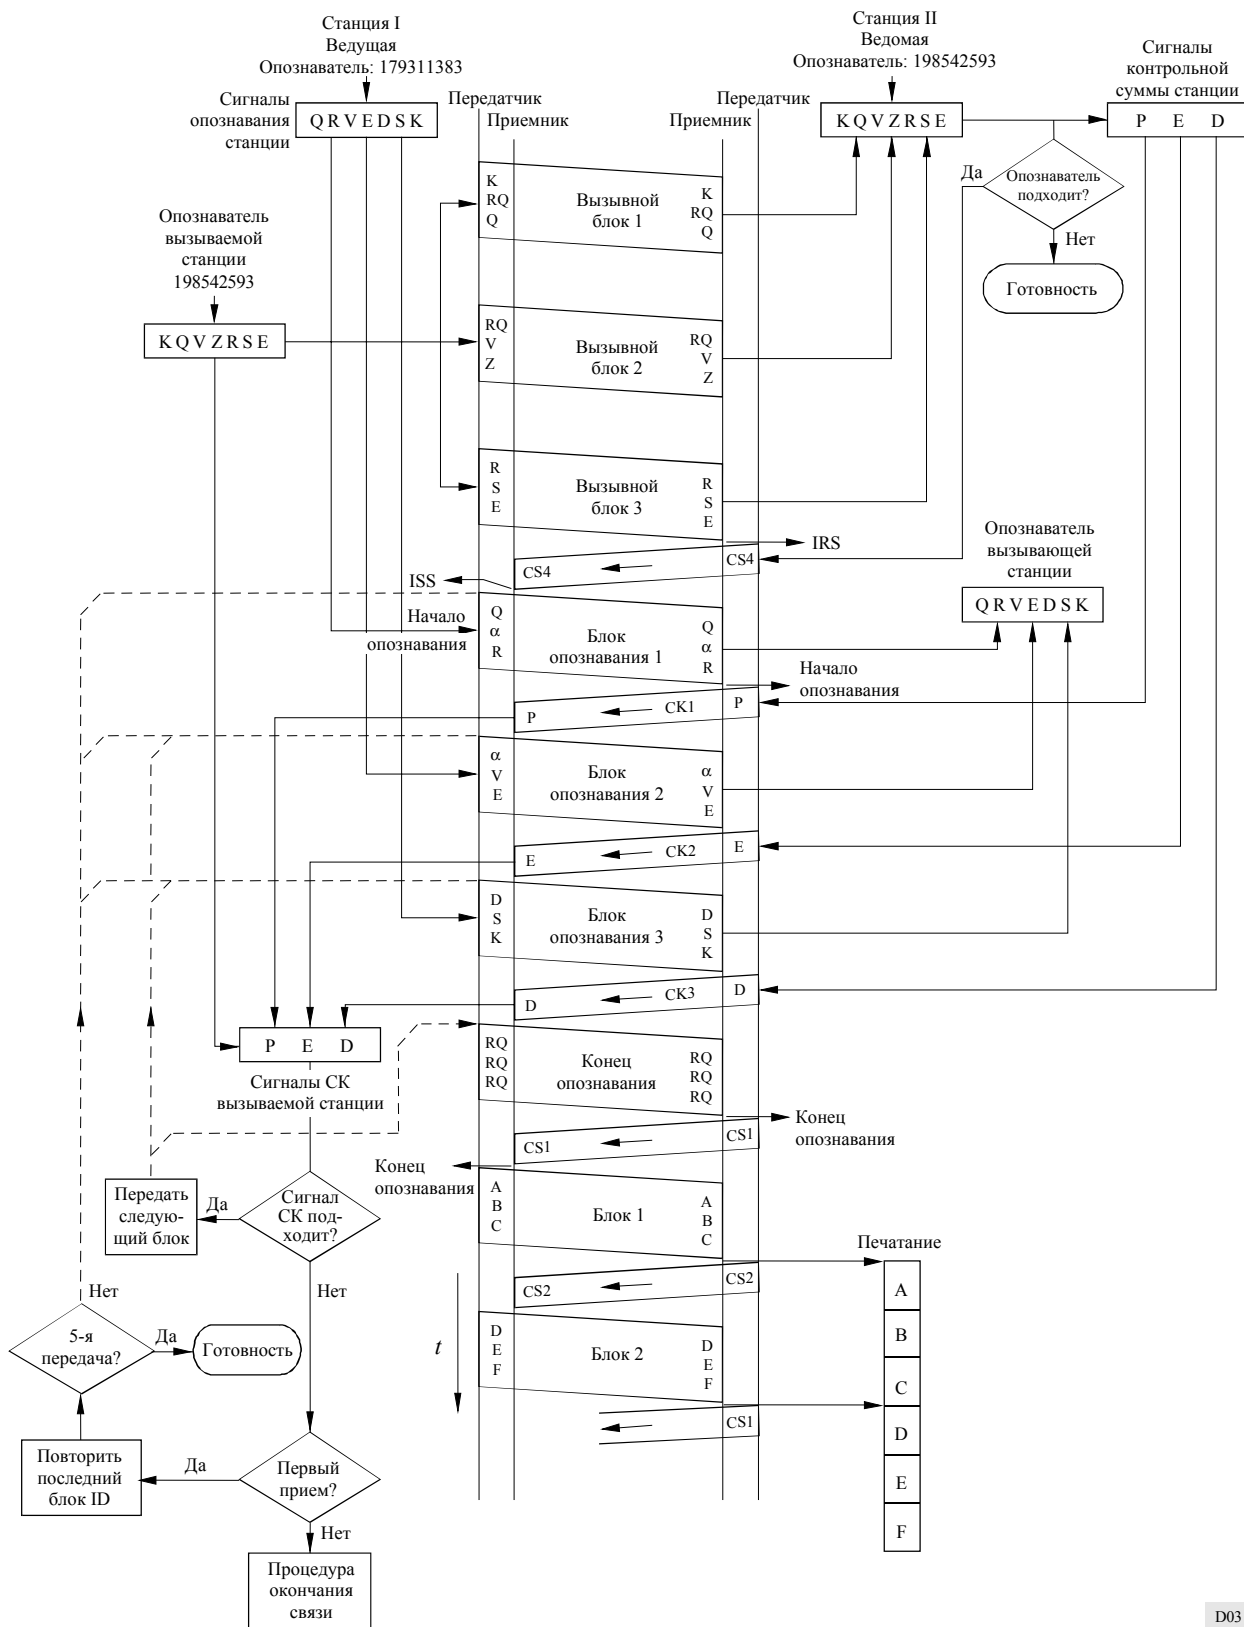 Станция I
Ведущая
Опознаватель: 179311383
Станция II
Ведомая
Опознаватель: 198542593
Сигналы
контрольной
суммы станции
Сигналы
опознавания
станции
Q R V E D S K
Передатчик
Приемник
Передатчик
Приемник
K Q V Z R S E
P E D
K
RQ
Q
Вызывной
блок 1
K
RQ
Q
Да
Опознаватель
подходит?
Нет
Готовность
Опознаватель
вызываемой
станции
198542593
K Q V Z R S E
RQ
V
Z
Вызывной
блок 2
RQ
V
Z
R
S
E
Вызывной
блок 3
R
S
E
IRS
CS4
CS4
ISS
Опознаватель
вызывающей
станции
Q R V E D S K
Начало
опознавания
Q
α
R
Блок
опознавания 1
Q
α
R
Начало
опознавания
P
CK1
P
α
V
E
Блок
опознавания 2
α
V
E
E
CK2
E
D
S
K
Блок
опознавания 3
D
S
K
D
CK3
D
P E D
Сигналы СК
вызываемой станции
RQ
RQ
RQ
Конец
опознавания
RQ
RQ
RQ
Конец
опознавания
CS1
CS1
Конец
опознавания
Передать
следую-
щий блок
Да
Сигнал
СК под-
ходит?
Нет
A
B
C
Блок 1
A
B
C
Печатание
CS2
CS2
A
B
C
D
E
F
Нет
5-я
передача?
Да
Готовность
t
D
E
F
Блок 2
D
E
F
CS1
Повторить
последний
блок ID
Да
Первый
прием?
Нет
Процедура
окончания
связи
D03